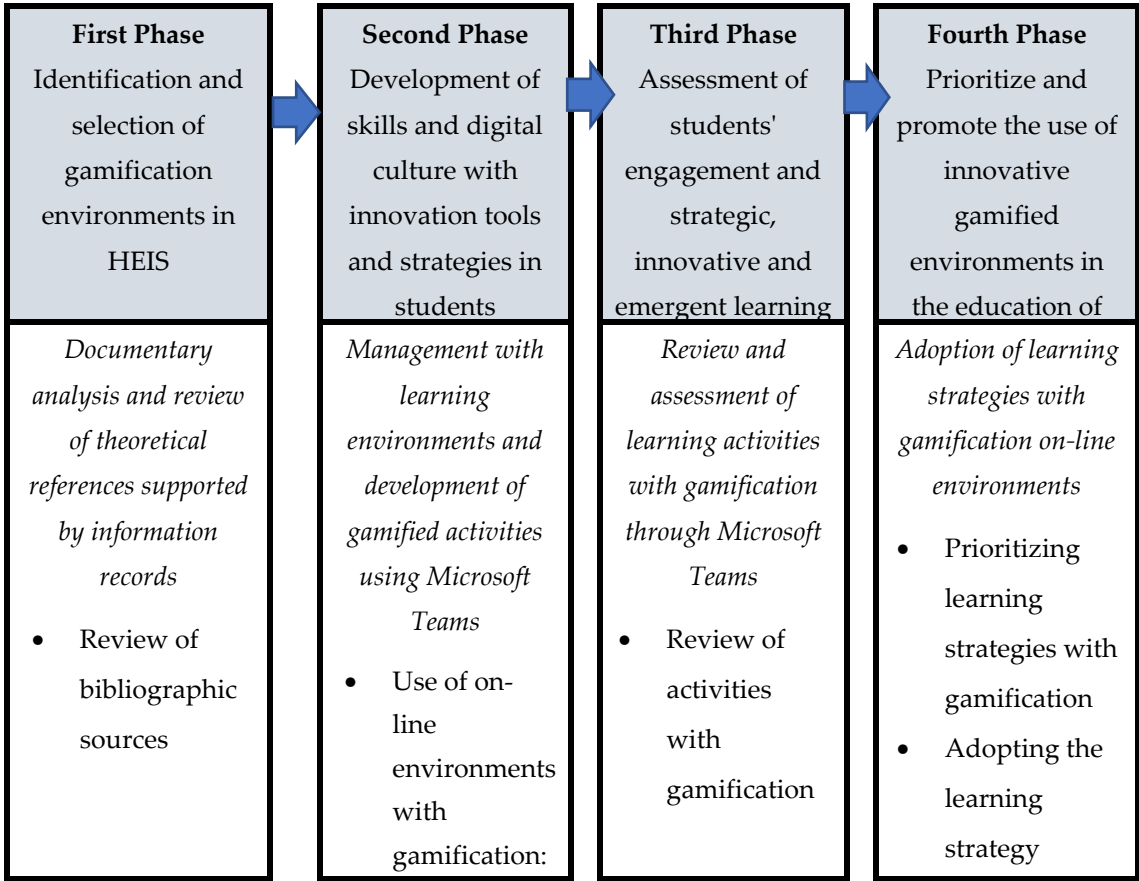 First Phase
Identification and
selection of
gamification
environments in
HEIS
Documentary
analysis and review
of theoretical
references supported
by information
records
• Review of
bibliographic
sources
Second Phase
Development of
skills and digital
culture with
innovation tools
and strategies in
students
Management with
learning
environments and
development of
gamified activities
using Microsoft
Teams
• Use of on-
line
environments
with
gamification:
Third Phase
Assessment of
students'
engagement and
strategic,
innovative and
emergent learning
Review and
assessment of
learning activities
with gamification
through Microsoft
Teams
• Review of
activities
with
gamification
Fourth Phase
Prioritize and
promote the use of
innovative
gamified
environments in
the education of
Adoption of learning
strategies with
gamification on-line
environments
• Prioritizing
learning
strategies with
gamification
• Adopting the
learning
strategy